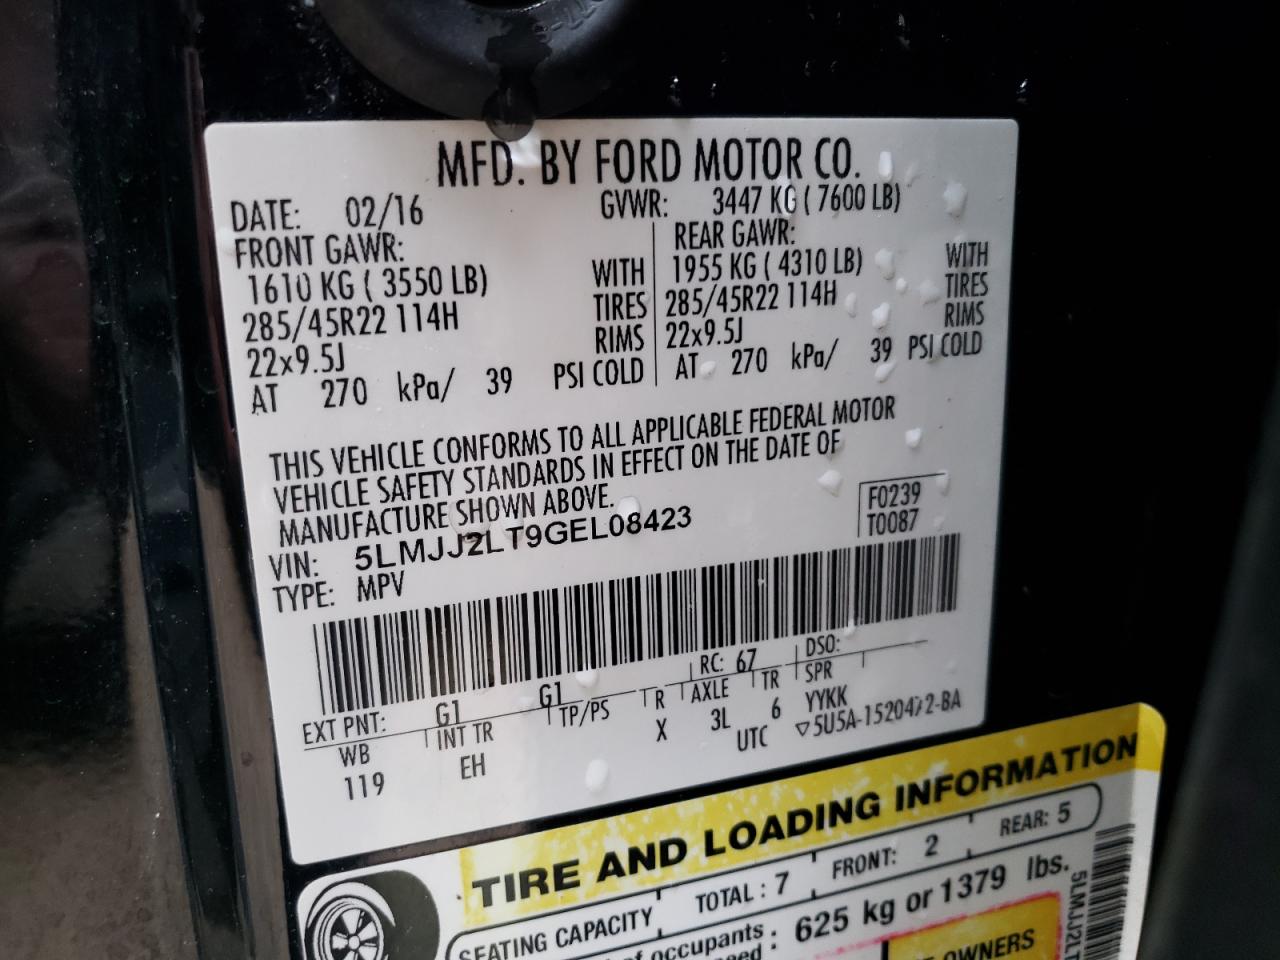 MFD. BY FORD MOTOR CO.
DATE: 02/16 GVWR: 3447 KG ( 7600 LB)
FRONT GAWR: REAR GAWR:
1610 KG ( 3550 LB) WITH 1955 KG ( 4310 LB) WITH
285/45R22 114H TIRES 285/45R22 114H TIRES
22x9.5J RIMS 22x9.5J RIMS
AT 270 kPa/ 39 PSI COLD AT 270 kPa/ 39 PSI COLD
THIS VEHICLE CONFORMS TO ALL APPLICABLE FEDERAL MOTOR
VEHICLE SAFETY STANDARDS IN EFFECT ON THE DATE OF
MANUFACTURE SHOWN ABOVE.
F0239
T0087
VIN: 5LMJJ2LT9GEL08423
TYPE: MPV
EXT PNT: G1 G1 RC: 67 DSO:
WB INT TR TP/PS R AXLE TR SPR
119 EH X 3L 6 YYKK
UTC ▽5U5A-1520472-BA
TIRE AND LOADING INFORMATION
SEATING CAPACITY TOTAL : 7 FRONT: 2 REAR: 5
of occupants : 625 kg or 1379 lbs.
OWNERS
5LMJJ2LT